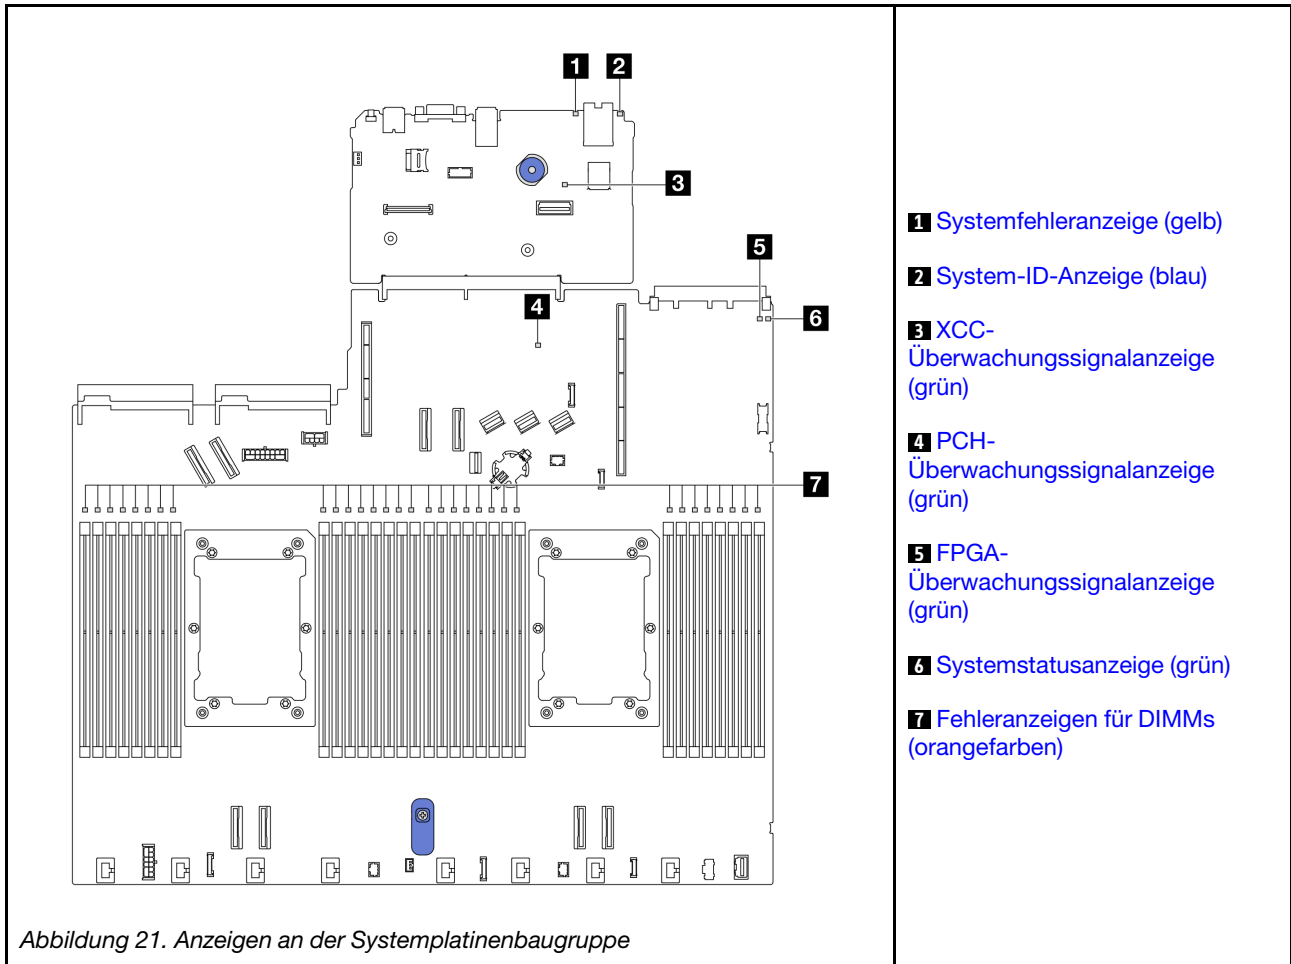 1 2
3
5
4 6
7
Abbildung 21. Anzeigen an der Systemplatinenbaugruppe
1 Systemfehleranzeige (gelb)
2 System-ID-Anzeige (blau)
3 XCC-
Überwachungssignalanzeige
(grün)
4 PCH-
Überwachungssignalanzeige
(grün)
5 FPGA-
Überwachungssignalanzeige
(grün)
6 Systemstatusanzeige (grün)
7 Fehleranzeigen für DIMMs
(orangefarben)